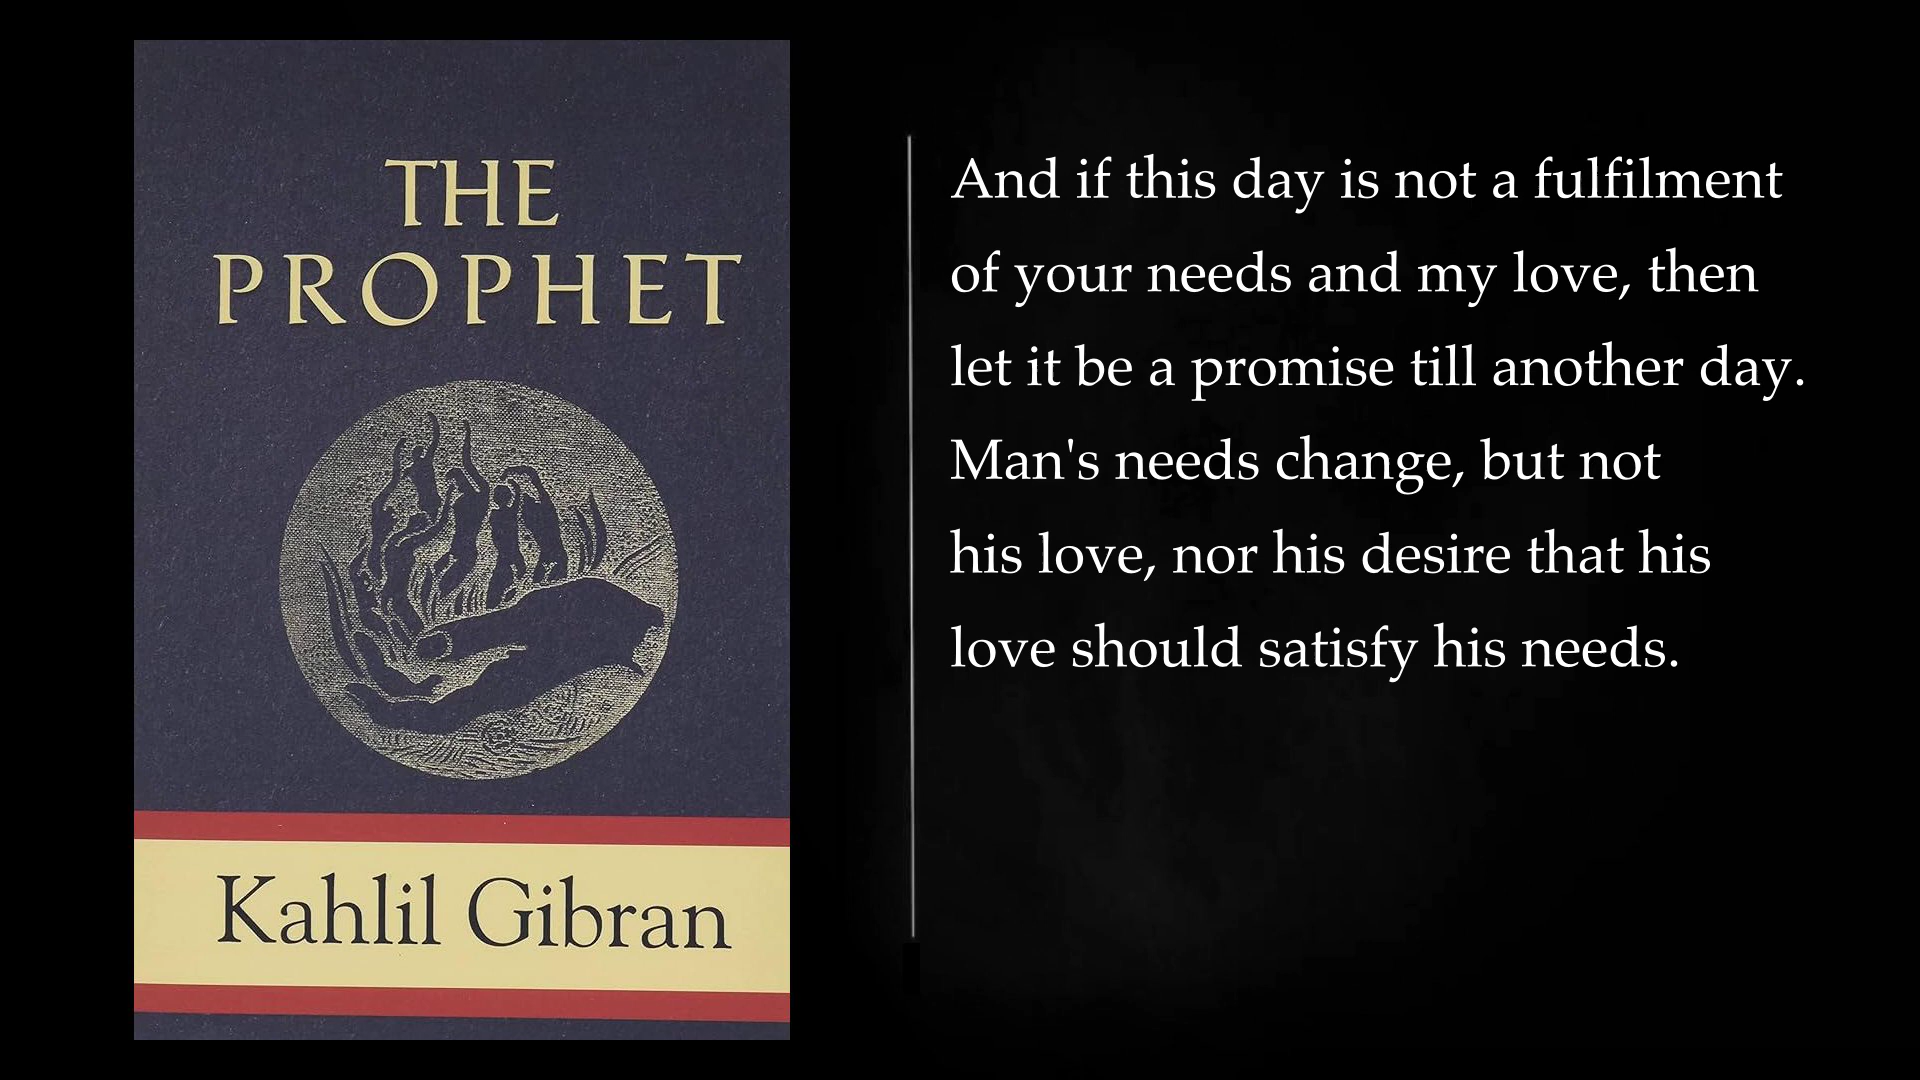 THE
PROPHET
Kahlil Gibran
And if this day is not a fulfilment
of your needs and my love, then
let it be a promise till another day.
Man's needs change, but not
his love, nor his desire that his
love should satisfy his needs.